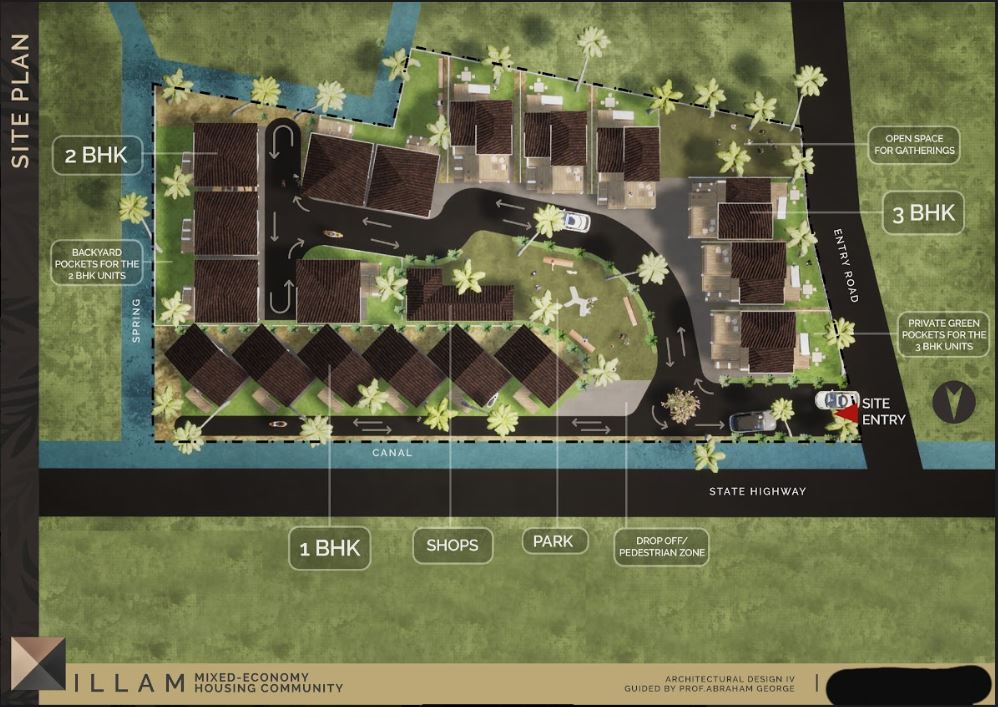 SITE PLAN
2 BHK
BACKYARD
POCKETS FOR THE
2 BHK UNITS
SPRING
OPEN SPACE
FOR GATHERINGS
3 BHK
ENTRY ROAD
PRIVATE GREEN
POCKETS FOR THE
3 BHK UNITS
SITE
ENTRY
CANAL
STATE HIGHWAY
1 BHK
SHOPS
PARK
DROP OFF/
PEDESTRIAN ZONE
ILLAM
MIXED-ECONOMY
HOUSING COMMUNITY
ARCHITECTURAL DESIGN IV
GUIDED BY PROF.ABRAHAM GEORGE